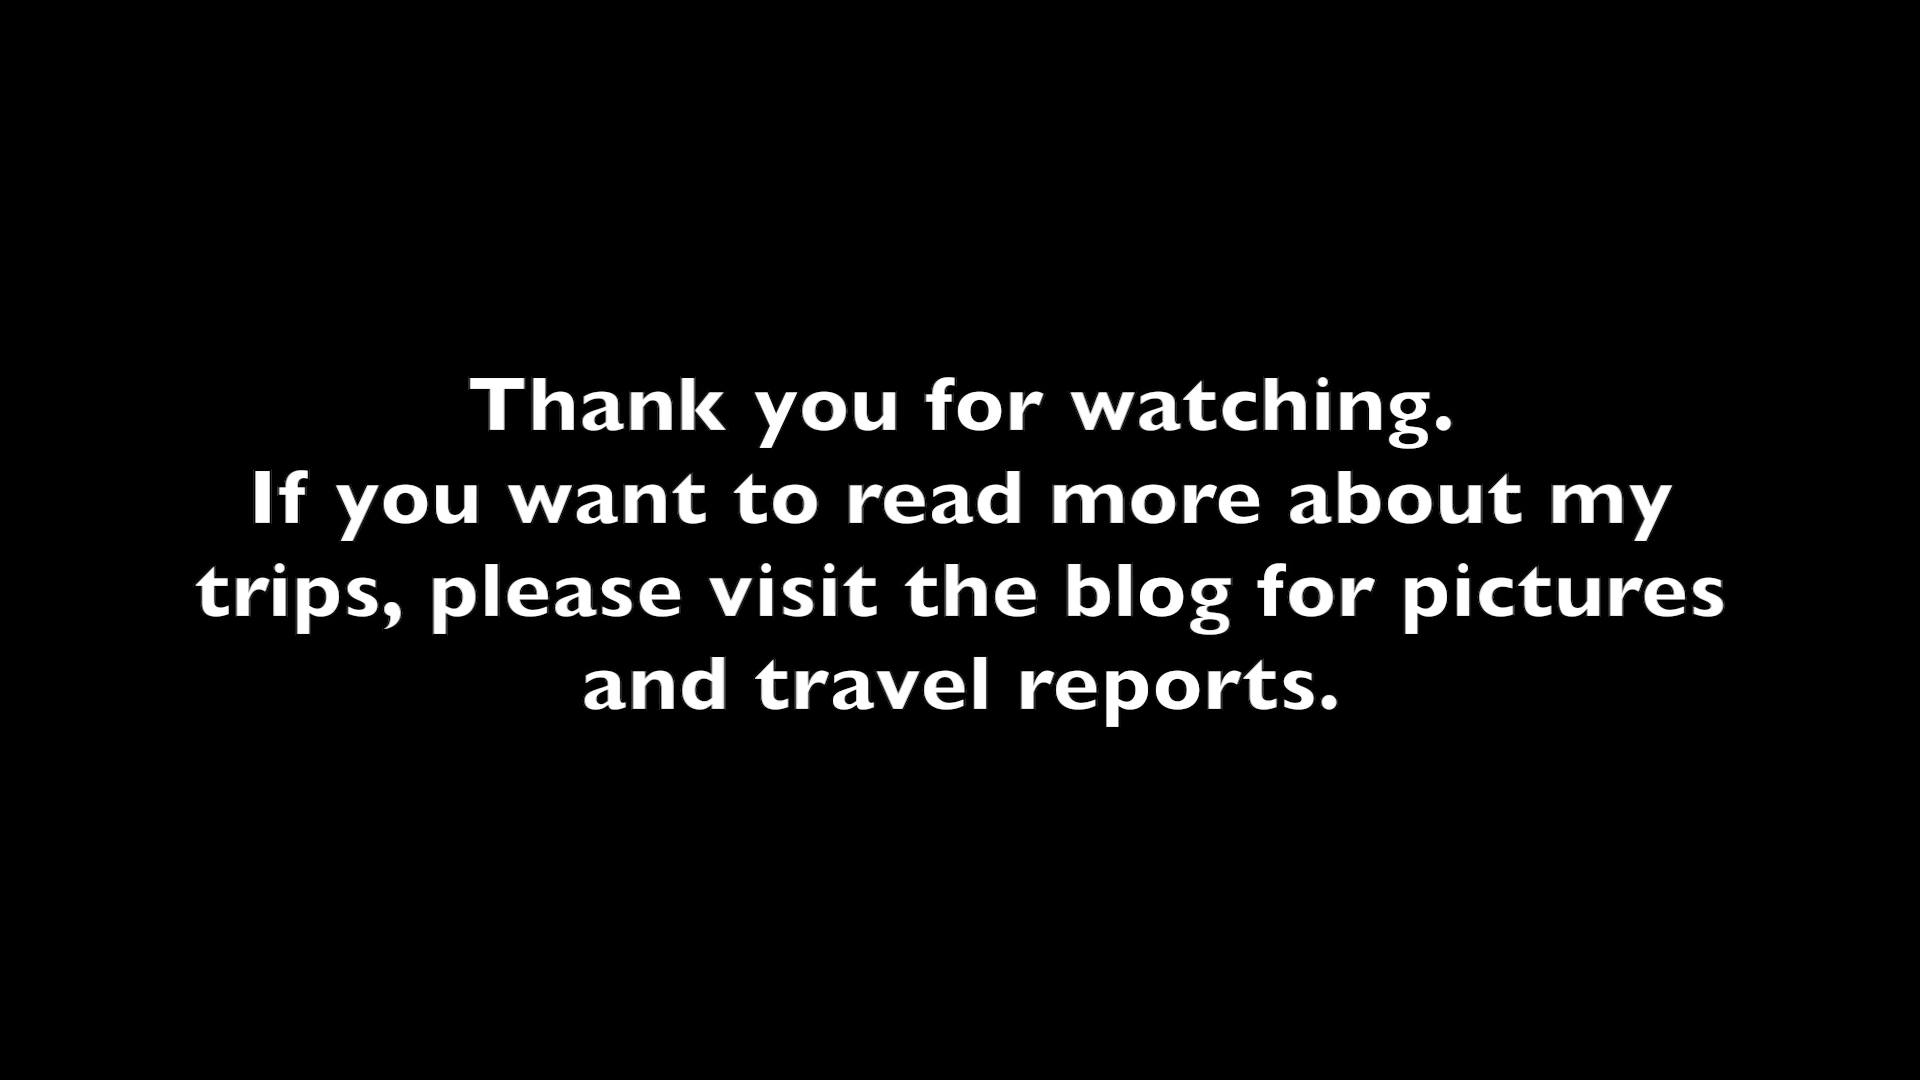 Thank you for watching.
If you want to read more about my
trips, please visit the blog for pictures
and travel reports.